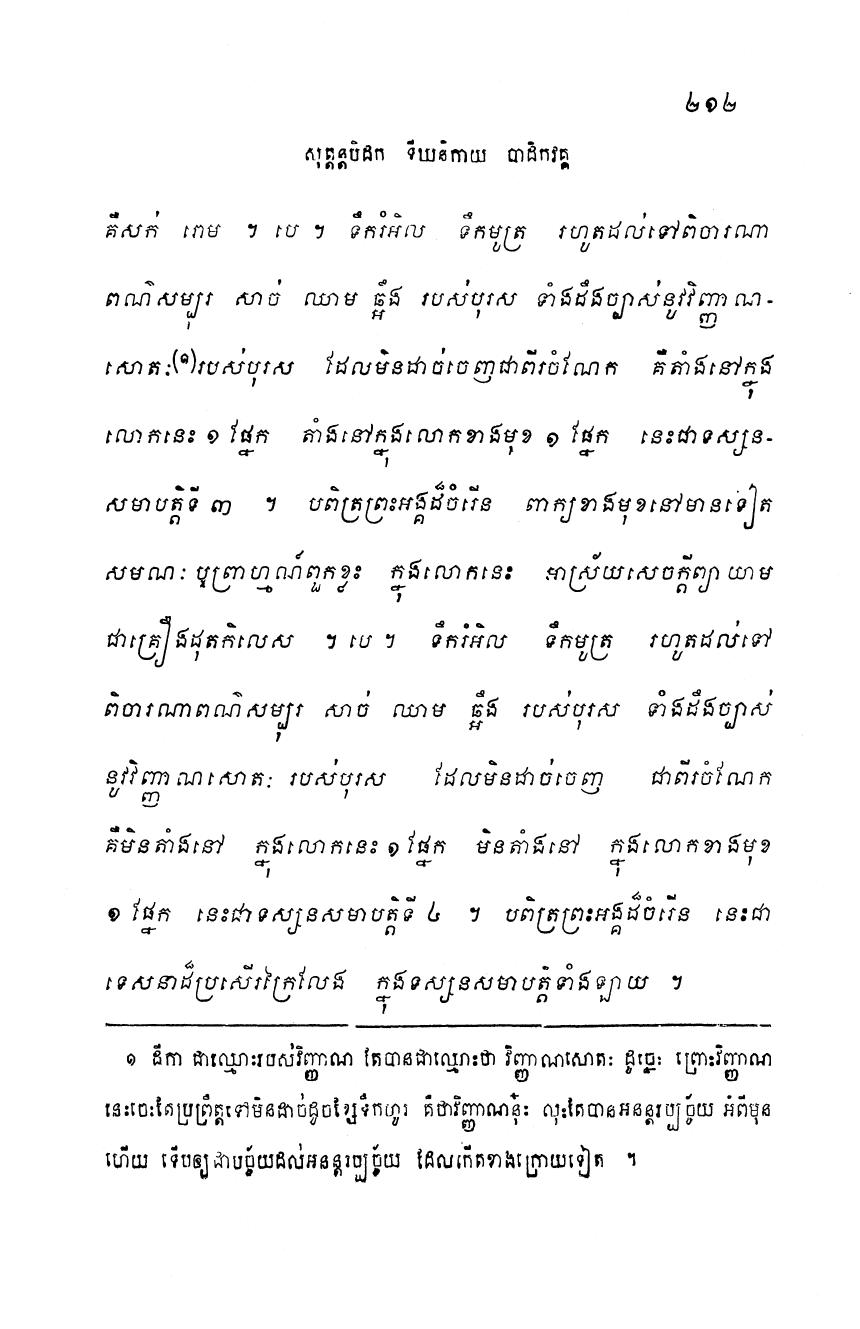 ២១២
សុត្តន្តបិដក ទីឃនិកាយ បាដិកវគ្គ
គឺសក់ រោម ។ បេ ។ ទឹករំអិល ទឹកមូត្រ រហូតដល់ទៅពិចារណា
ពណ៌សម្បុរ សាច់ ឈាម ឆ្អឹង របស់បុរស ទាំងដឹងច្បាស់នូវវិញ្ញាណ-
សោតៈ(១)របស់បុរស ដែលមិនដាច់ចេញជាពីរចំណែក គឺតាំងនៅក្នុង
លោកនេះ ១ ផ្នែក តាំងនៅក្នុងលោកខាងមុខ ១ ផ្នែក នេះជាទស្សន-
សមាបត្តិទី ៣ ។ បពិត្រព្រះអង្គដ៏ចំរើន ពាក្យខាងមុខនៅមានទៀត
សមណៈ ឬព្រាហ្មណ៍ពួកខ្លះ ក្នុងលោកនេះ អាស្រ័យសេចក្តីព្យាយាម
ជាគ្រឿងដុតកិលេស ។ បេ ។ ទឹករំអិល ទឹកមូត្រ រហូតដល់ទៅ
ពិចារណាពណ៌សម្បុរ សាច់ ឈាម ឆ្អឹង របស់បុរស ទាំងដឹងច្បាស់
នូវវិញ្ញាណសោតៈ របស់បុរស ដែលមិនដាច់ចេញ ជាពីរចំណែក
គឺមិនតាំងនៅ ក្នុងលោកនេះ ១ ផ្នែក មិនតាំងនៅ ក្នុងលោកខាងមុខ
១ ផ្នែក នេះជាទស្សនសមាបត្តិទី ៤ ។ បពិត្រព្រះអង្គដ៏ចំរើន នេះជា
ទេសនាដ៏ប្រសើរក្រៃលែង ក្នុងទស្សនសមាបត្តិទាំងឡាយ ។
១ ដីកា ជាឈ្មោះរបស់វិញ្ញាណ តែបានជាឈ្មោះថា វិញ្ញាណសោតៈ ដូច្នេះ ព្រោះវិញ្ញាណ
នេះចេះតែប្រព្រឹត្តទៅមិនដាច់ដូចខ្សែទឹកហូរ គឺថាវិញ្ញាណនុ៎ះ លុះតែបានអនន្តរប្បច្ច័យ អំពីមុន
ហើយ ទើបឲ្យជាបច្ច័យដល់អនន្តរប្បច្ច័យ ដែលកើតខាងក្រោយទៀត ។